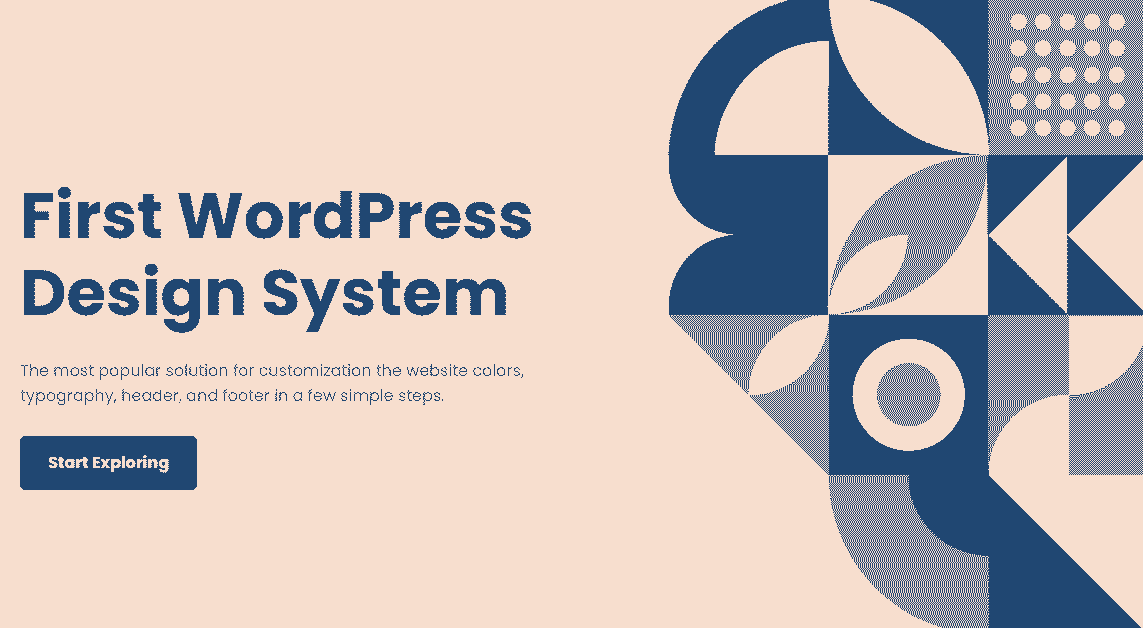 First WordPress
Design System
The most popular solution for customization the website colors,
typography, header, and footer in a few simple steps.
Start Exploring